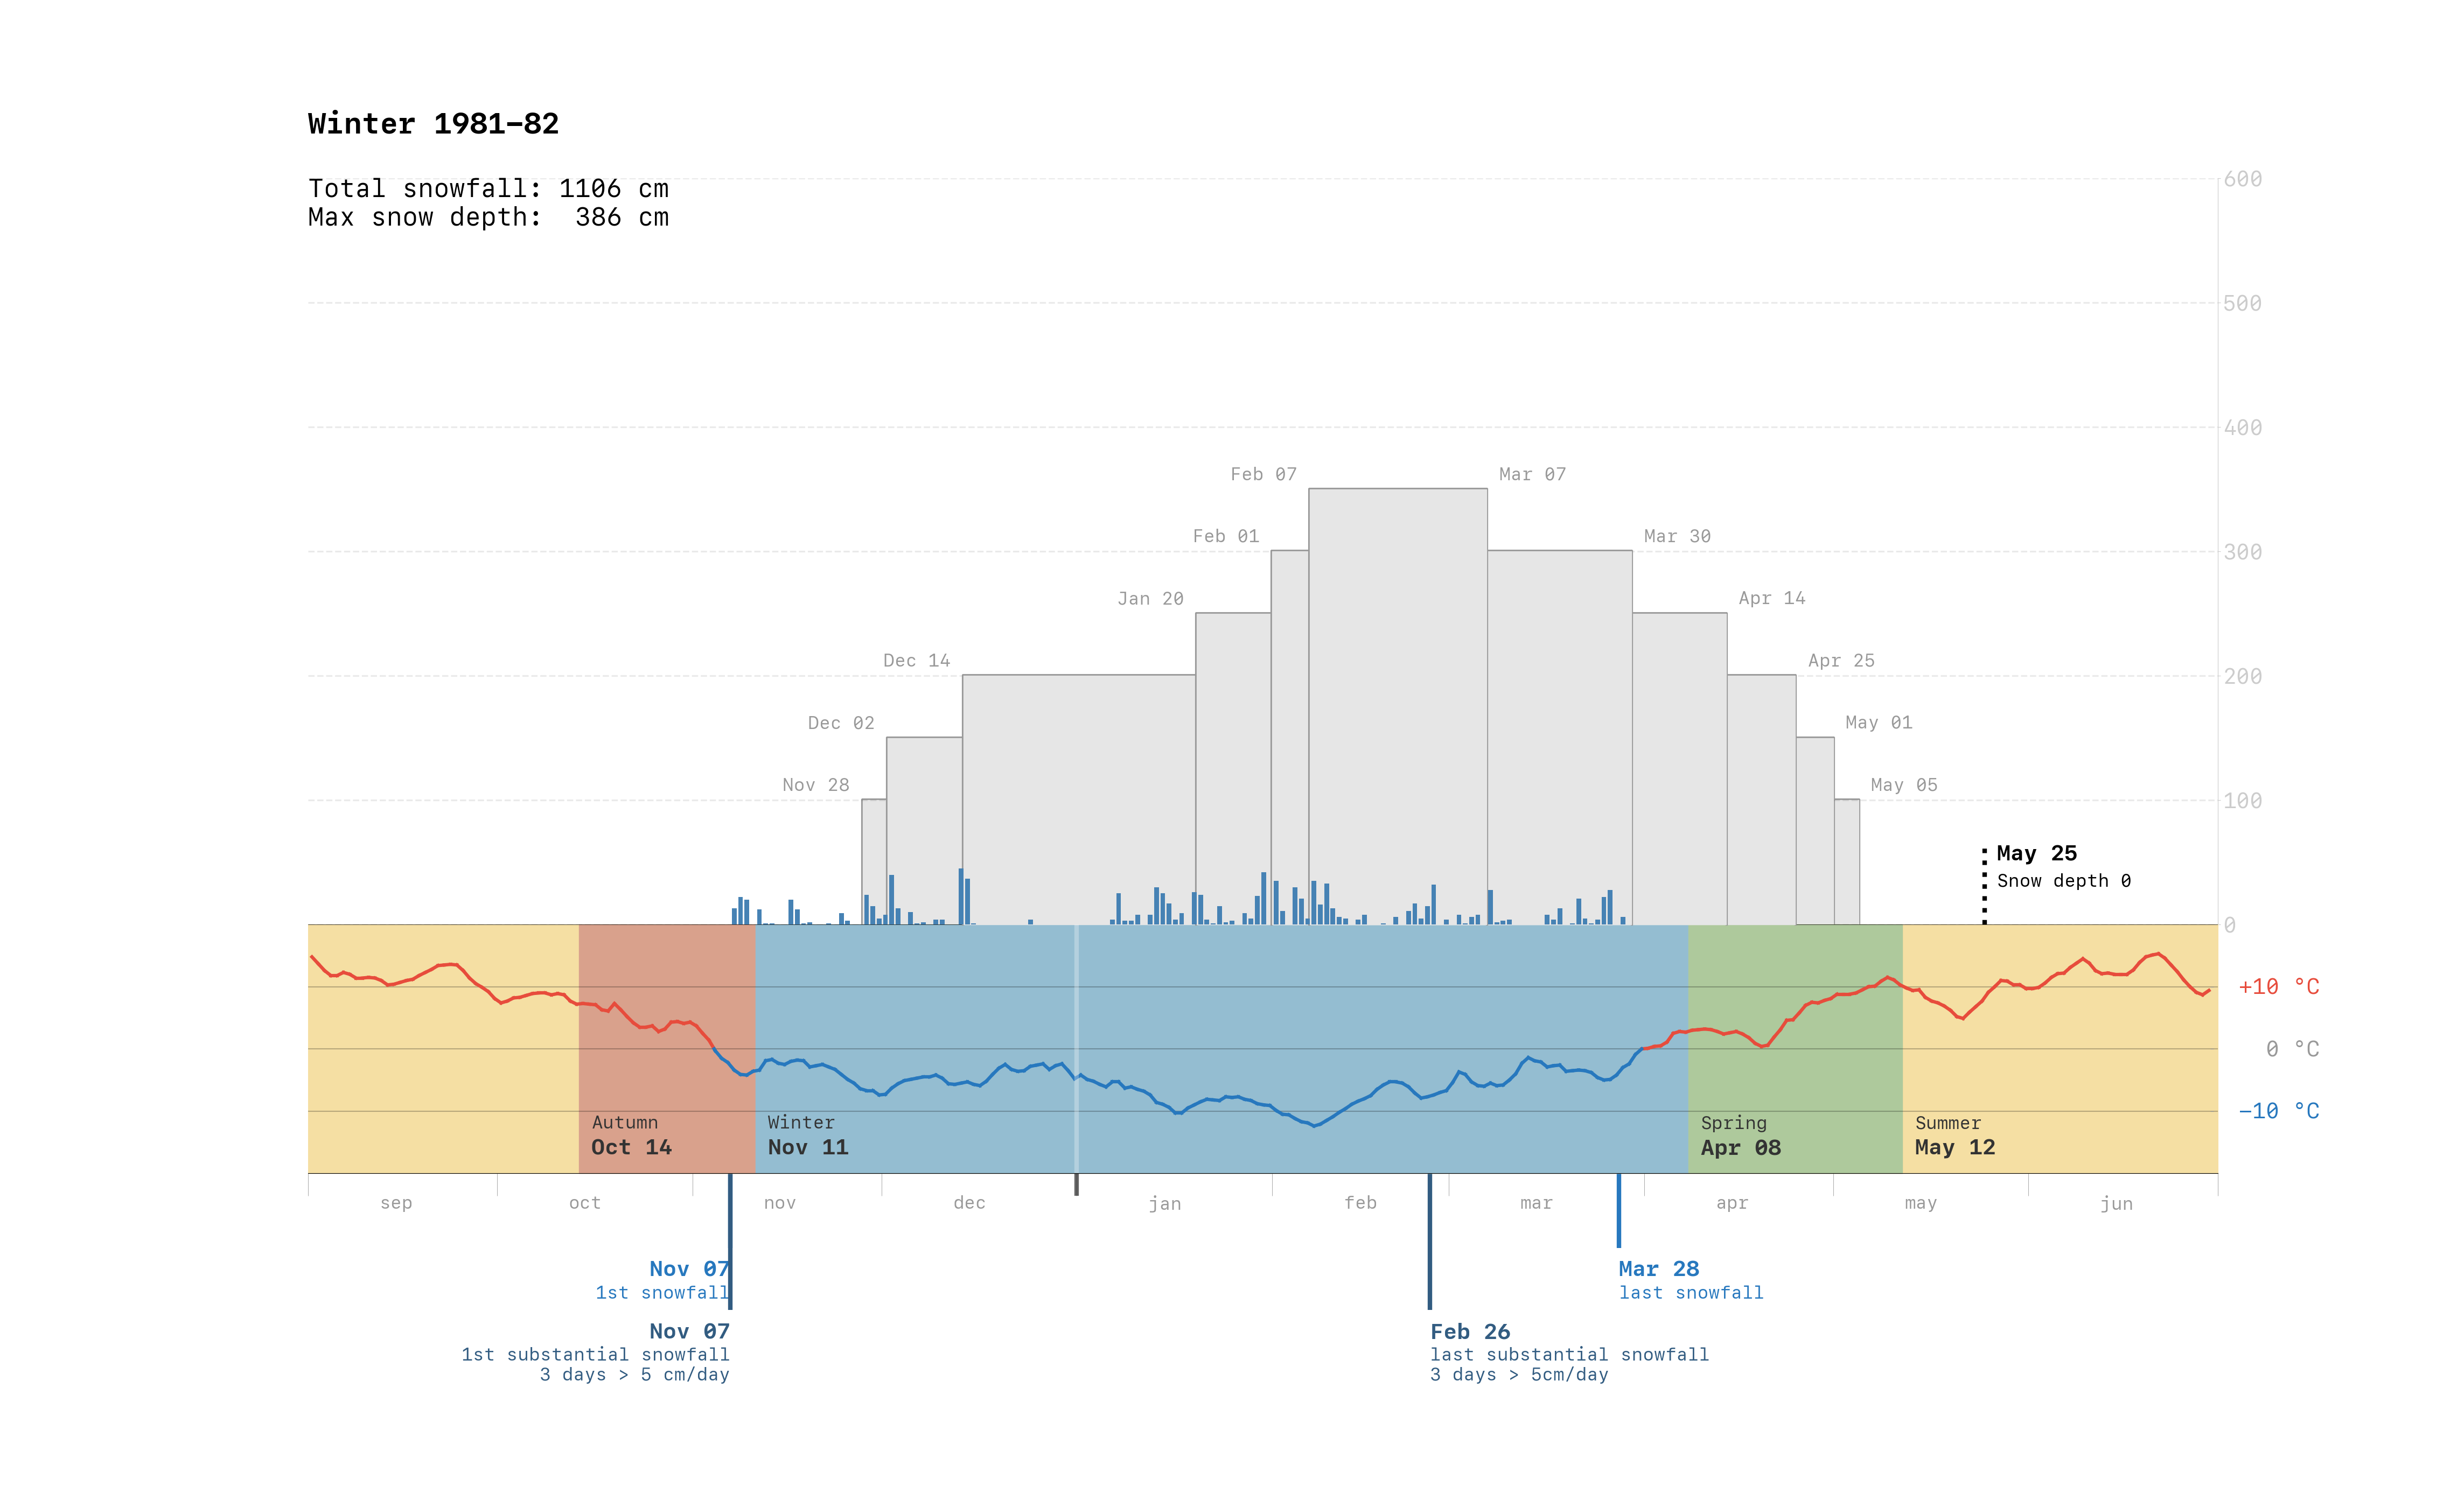 Winter 1981–82
Total snowfall: 1106 cm
Max snow depth: 386 cm
600
500
400
Feb 07
Mar 07
Feb 01
Mar 30
300
Jan 20
Apr 14
Dec 14
Apr 25
200
Dec 02
May 01
Nov 28
May 05
100
May 25
Snow depth 0
0
+10 °C
0 °C
−10 °C
Autumn
Oct 14
Winter
Nov 11
Spring
Apr 08
Summer
May 12
sep oct nov dec jan feb mar apr may jun
Nov 07
1st snowfall
Mar 28
last snowfall
Nov 07
1st substantial snowfall
3 days > 5 cm/day
Feb 26
last substantial snowfall
3 days > 5cm/day